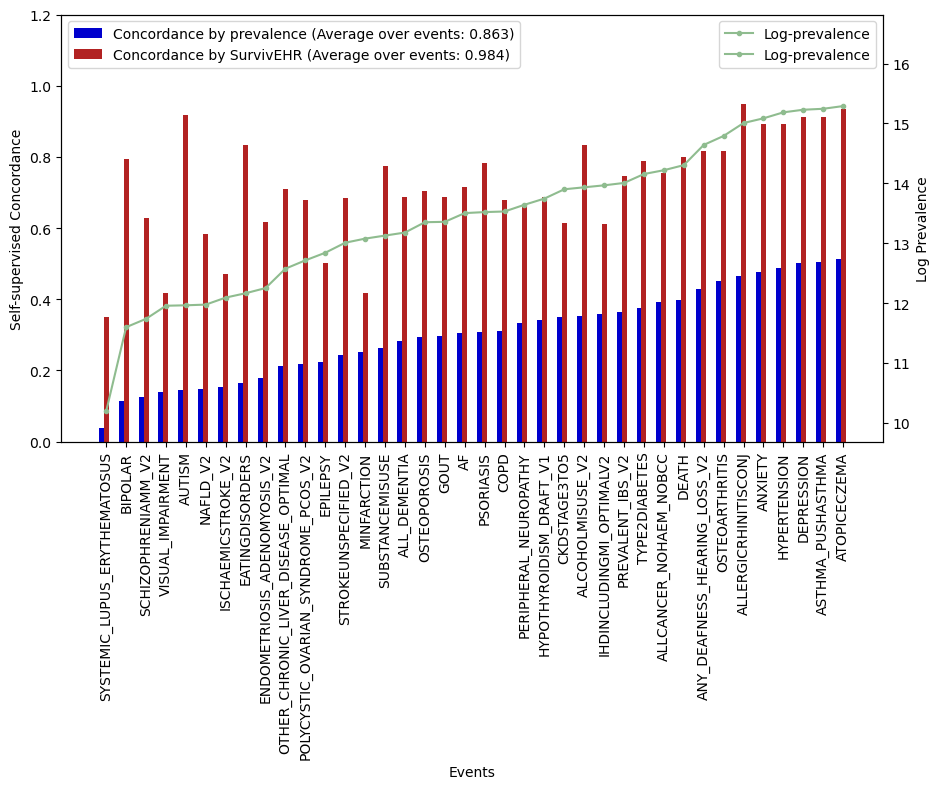 Concordance by prevalence (Average over events: 0.863)
Concordance by SurvivEHR (Average over events: 0.984)
Log-prevalence
Log-prevalence
Self-supervised Concordance
1.2
1.0
0.8
0.6
0.4
0.2
0.0
Log Prevalence
16
15
14
13
12
11
10
SYSTEMIC_LUPUS_ERYTHEMATOSUS
BIPOLAR
SCHIZOPHRENIAMM_V2
VISUAL_IMPAIRMENT
AUTISM
NAFLD_V2
ISCHAEMICSTROKE_V2
EATINGDISORDERS
ENDOMETRIOSIS_ADENOMYOSIS_V2
OTHER_CHRONIC_LIVER_DISEASE_OPTIMAL
POLYCYSTIC_OVARIAN_SYNDROME_PCOS_V2
EPILEPSY
STROKEUNSPECIFIED_V2
MINFARCTION
SUBSTANCEMISUSE
ALL_DEMENTIA
OSTEOPOROSIS
GOUT
AF
PSORIASIS
COPD
PERIPHERAL_NEUROPATHY
HYPOTHYROIDISM_DRAFT_V1
CKDSTAGE3TO5
ALCOHOLMISUSE_V2
IHDINCLUDINGMI_OPTIMALV2
PREVALENT_IBS_V2
TYPE2DIABETES
ALLCANCER_NOHAEM_NOBCC
DEATH
ANY_DEAFNESS_HEARING_LOSS_V2
OSTEOARTHRITIS
ALLERGICRHINITISCONJ
ANXIETY
HYPERTENSION
DEPRESSION
ASTHMA_PUSHASTHMA
ATOPICECZEMA
Events